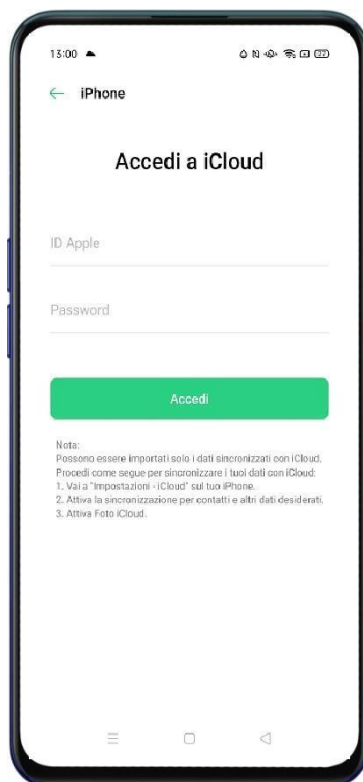 13:00
iPhone
Accedi a iCloud
ID Apple
Password
Accedi
Nota:
Possono essere importati solo i dati sincronizzati con iCloud.
Procedi come segue per sincronizzare i tuoi dati con iCloud:
1. Vai a "Impostazioni - iCloud" sul tuo iPhone.
2. Attiva la sincronizzazione per contatti e altri dati desiderati.
3. Attiva Foto iCloud.